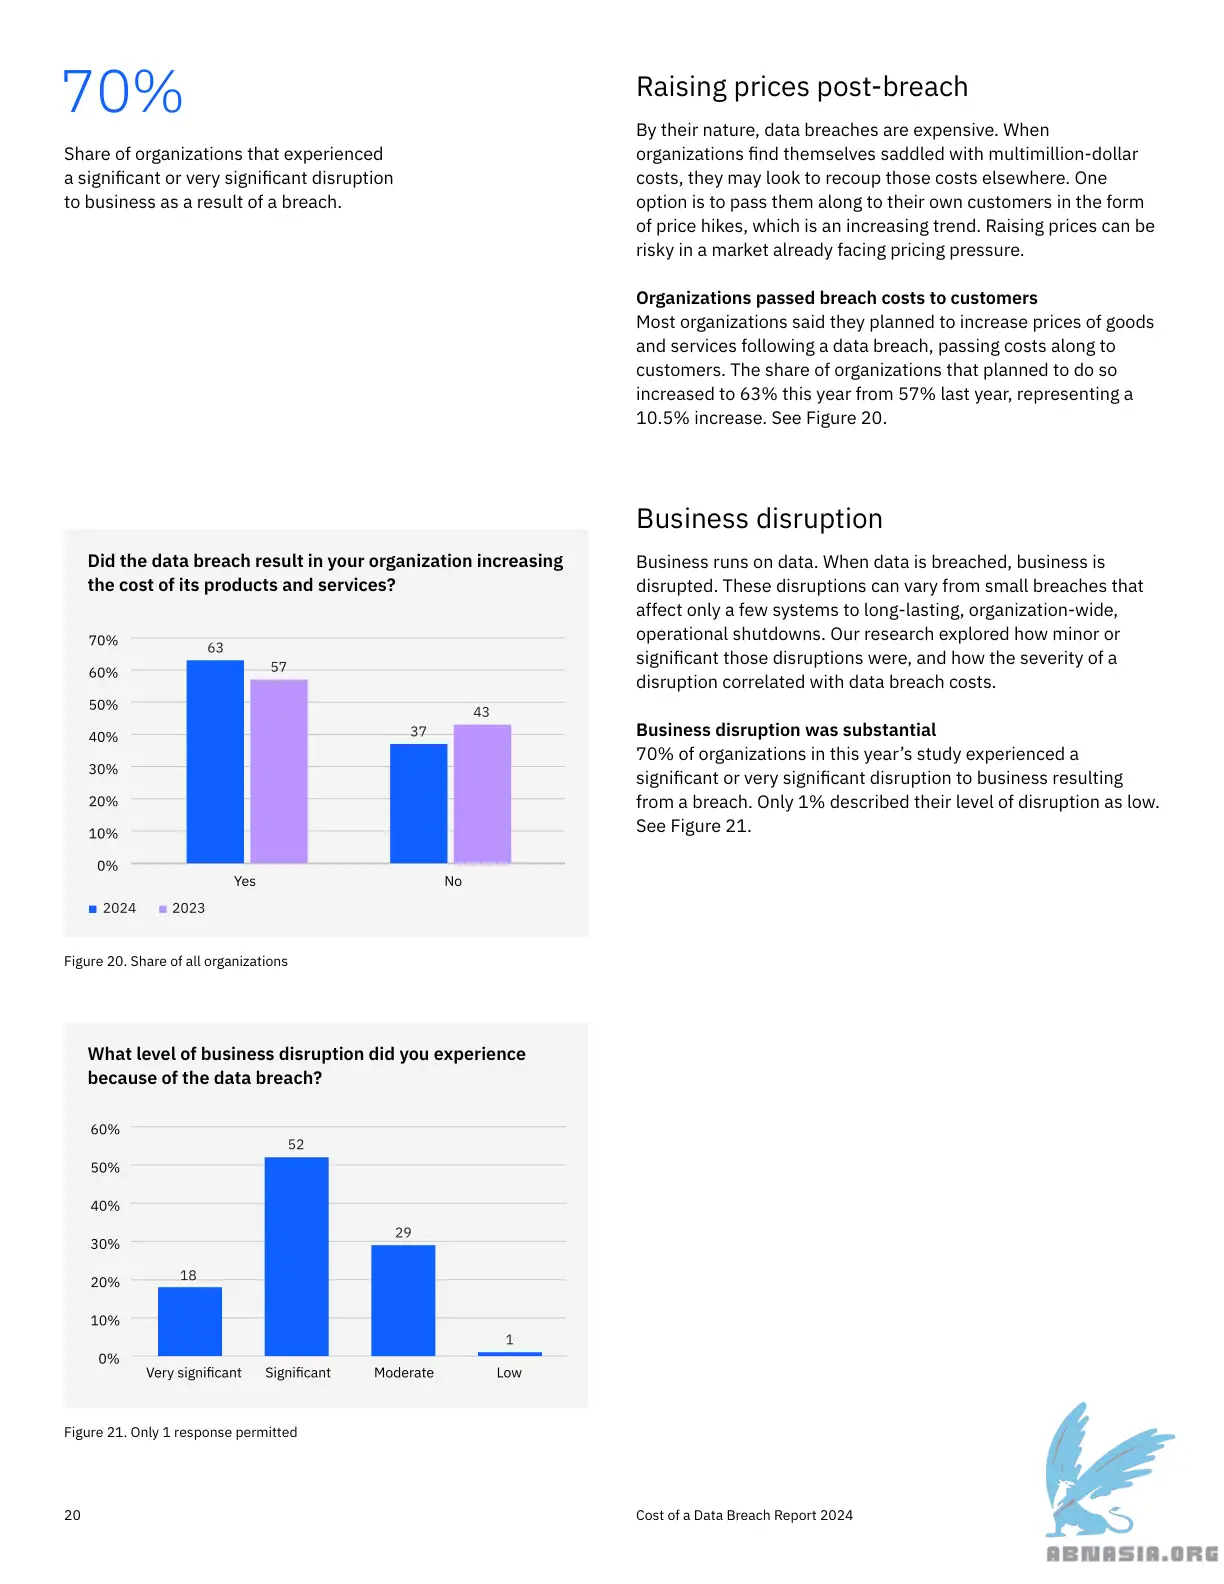 70%
Share of organizations that experienced
a significant or very significant disruption
to business as a result of a breach.
Raising prices post-breach
By their nature, data breaches are expensive. When
organizations find themselves saddled with multimillion-dollar
costs, they may look to recoup those costs elsewhere. One
option is to pass them along to their own customers in the form
of price hikes, which is an increasing trend. Raising prices can be
risky in a market already facing pricing pressure.
Organizations passed breach costs to customers
Most organizations said they planned to increase prices of goods
and services following a data breach, passing costs along to
customers. The share of organizations that planned to do so
increased to 63% this year from 57% last year, representing a
10.5% increase. See Figure 20.
Did the data breach result in your organization increasing
the cost of its products and services?
70%
60%
50%
40%
30%
20%
10%
0%
63
57
37
43
Yes
No
2024
2023
Figure 20. Share of all organizations
Business disruption
Business runs on data. When data is breached, business is
disrupted. These disruptions can vary from small breaches that
affect only a few systems to long-lasting, organization-wide,
operational shutdowns. Our research explored how minor or
significant those disruptions were, and how the severity of a
disruption correlated with data breach costs.
Business disruption was substantial
70% of organizations in this year's study experienced a
significant or very significant disruption to business resulting
from a breach. Only 1% described their level of disruption as low.
See Figure 21.
What level of business disruption did you experience
because of the data breach?
60%
50%
40%
30%
20%
10%
0%
18
52
29
1
Very significant
Significant
Moderate
Low
Figure 21. Only 1 response permitted
20
Cost of a Data Breach Report 2024
ABNASIA.ORG